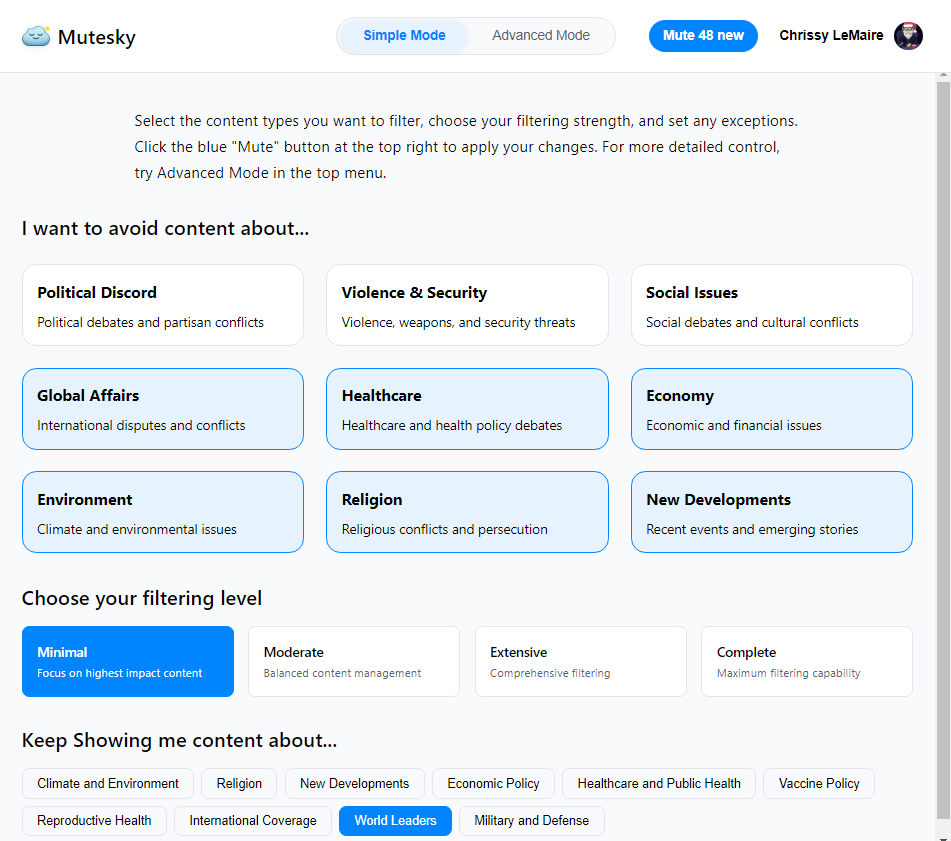 Mutesky
Simple Mode
Advanced Mode
Mute 48 new
Chrissy LeMaire
Select the content types you want to filter, choose your filtering strength, and set any exceptions.
Click the blue "Mute" button at the top right to apply your changes. For more detailed control,
try Advanced Mode in the top menu.
I want to avoid content about...
Political Discord
Political debates and partisan conflicts
Violence & Security
Violence, weapons, and security threats
Social Issues
Social debates and cultural conflicts
Global Affairs
International disputes and conflicts
Healthcare
Healthcare and health policy debates
Economy
Economic and financial issues
Environment
Climate and environmental issues
Religion
Religious conflicts and persecution
New Developments
Recent events and emerging stories
Choose your filtering level
Minimal
Focus on highest impact content
Moderate
Balanced content management
Extensive
Comprehensive filtering
Complete
Maximum filtering capability
Keep Showing me content about...
Climate and Environment
Religion
New Developments
Economic Policy
Healthcare and Public Health
Vaccine Policy
Reproductive Health
International Coverage
World Leaders
Military and Defense